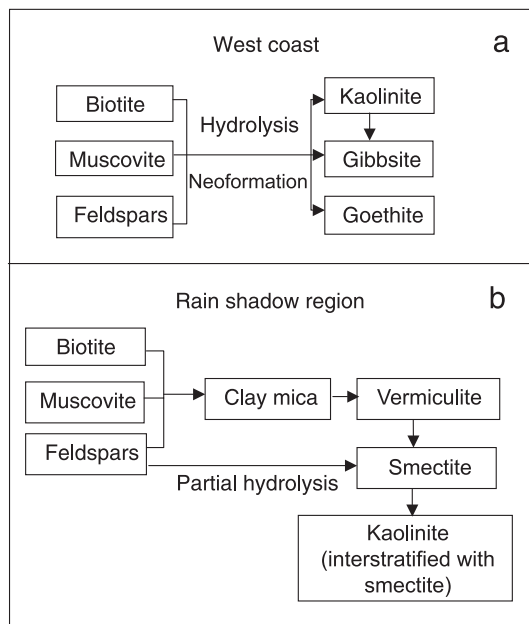 West coast
a
Biotite
Kaolinite
Hydrolysis
Muscovite
Gibbsite
Neoformation
Feldspars
Goethite
Rain shadow region
b
Biotite
Muscovite
Clay mica
Vermiculite
Feldspars
Smectite
Partial hydrolysis
Kaolinite
(interstratified with
smectite)